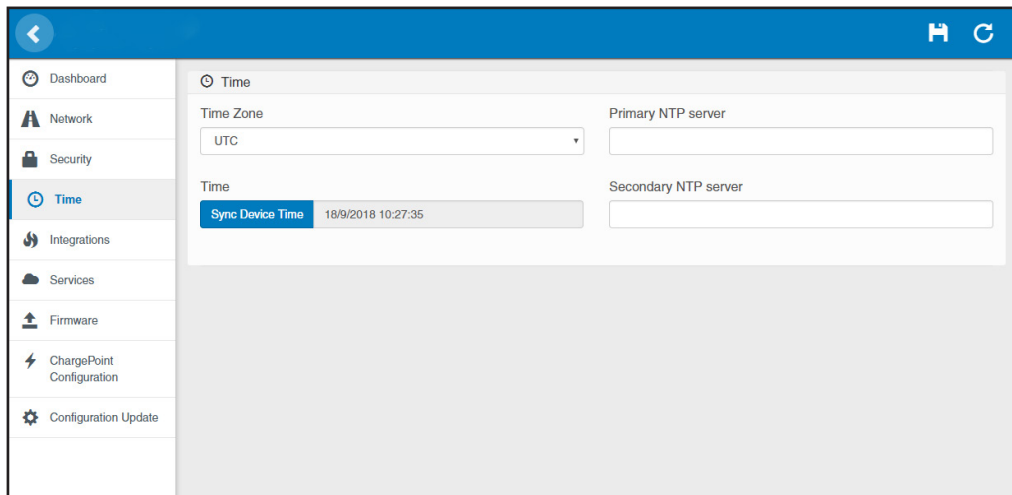 Dashboard
Network
Security
Time
Integrations
Services
Firmware
ChargePoint
Configuration
Configuration Update
Time
Time Zone
UTC
Primary NTP server
Time
Sync Device Time 18/9/2018 10:27:35
Secondary NTP server